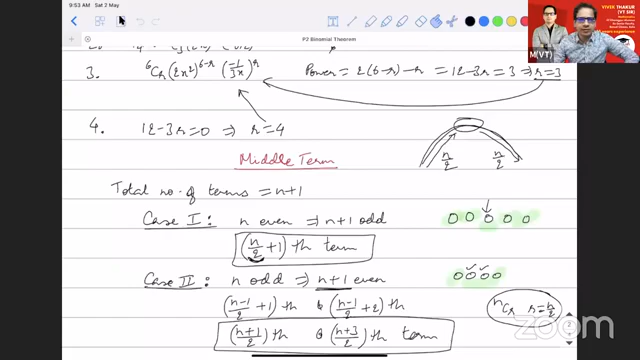 9:53 AM Sat 2 May
P2 Binomial Theorem
VIVEK THAKUR
(VT SIR)
M(VT)
3. ⁶Cᵣ(2x²)⁶⁻ʳ(-1/3x)ʳ Power = 2(6-r)-r = 12-3r = 3 ⇒ r=3
4. 12-3r=0 ⇒ r=4
n/2 n/2
Middle Term
Total no. of terms = n+1
Case I: n even ⇒ n+1 odd
(n/2 +1)th term
Case II: n odd ⇒ n+1 even
(n-1/2 +1)th & (n-1/2 +2)th
ⁿCᵣ r=n/2
(n+1/2)th & (n+3/2)th term
zoom